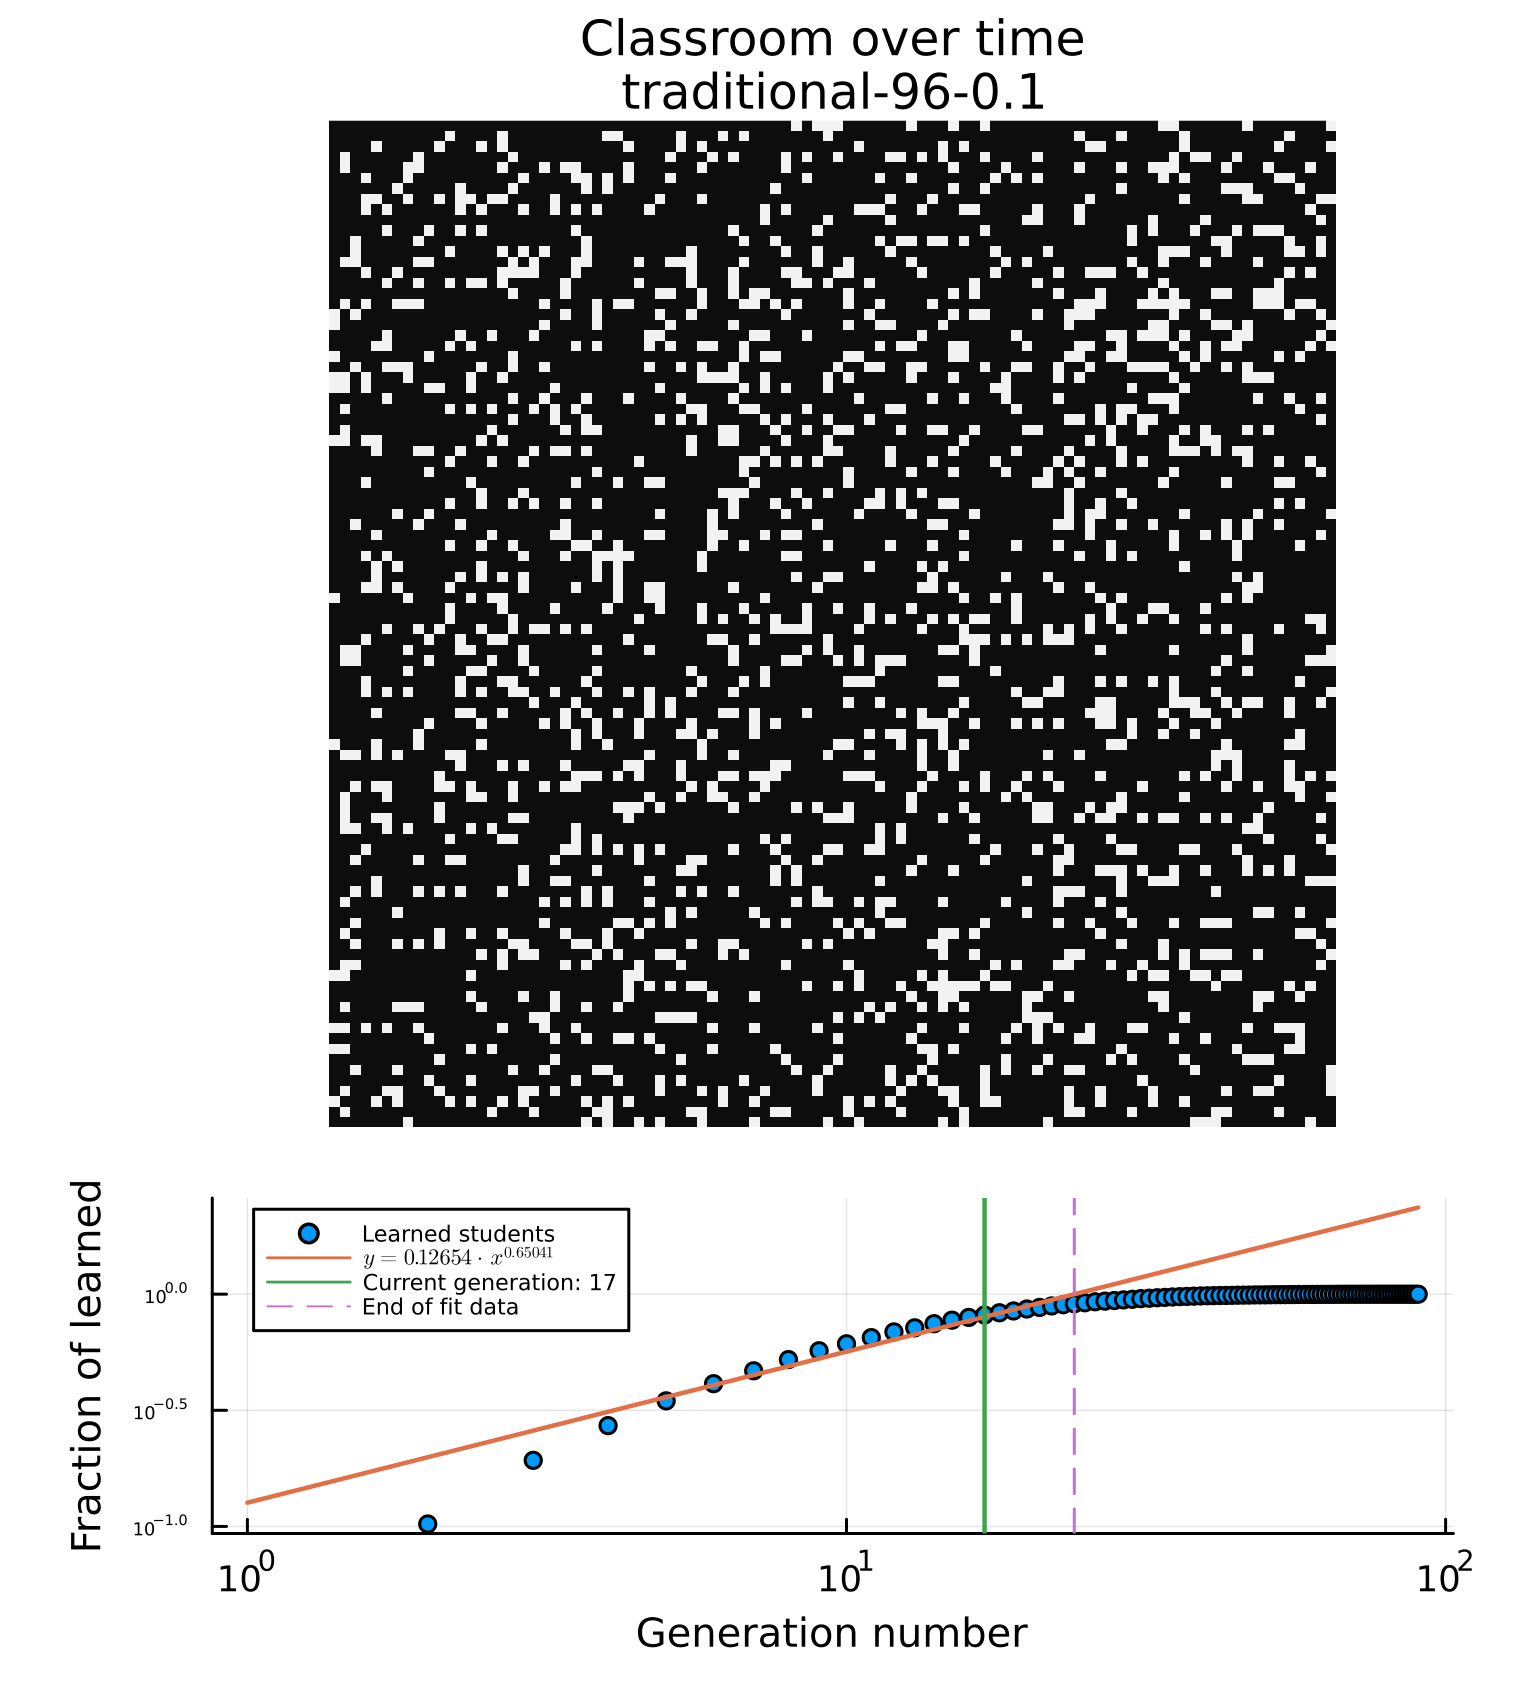 Classroom over time
traditional-96-0.1
Fraction of learned
Learned students
y = 0.12654 · x^0.65041
Current generation: 17
End of fit data
10^0.0
10^−0.5
10^−1.0
10^0
10^1
10^2
Generation number